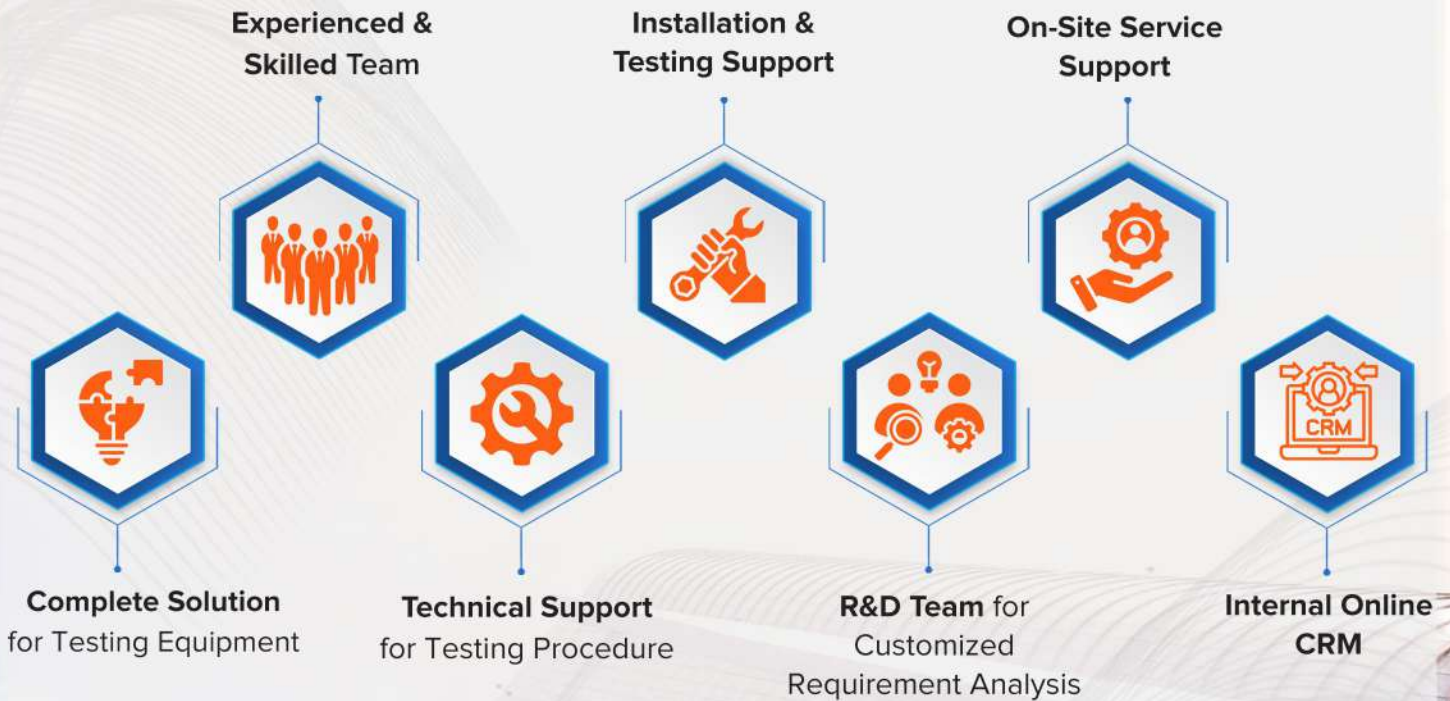 Experienced &
Skilled Team
Installation &
Testing Support
On-Site Service
Support
CRM
Complete Solution
for Testing Equipment
Technical Support
for Testing Procedure
R&D Team for
Customized
Requirement Analysis
Internal Online
CRM